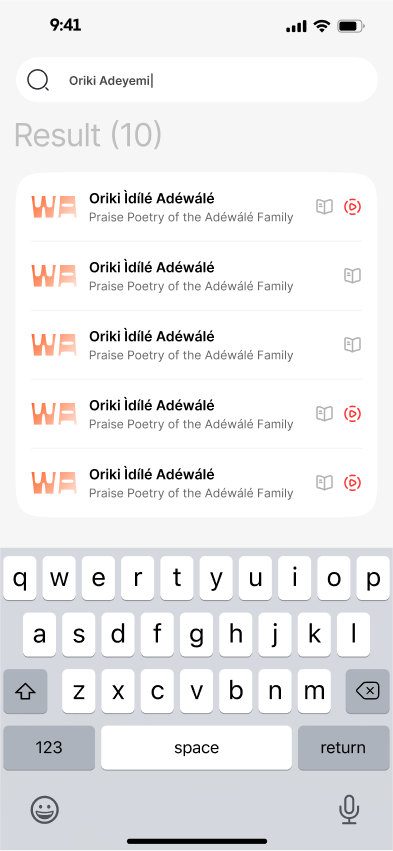 9:41
Oriki Adeyemi
Result (10)
WA Oriki Ìdílé Adéwálé
Praise Poetry of the Adéwálé Family
WA Oriki Ìdílé Adéwálé
Praise Poetry of the Adéwálé Family
WA Oriki Ìdílé Adéwálé
Praise Poetry of the Adéwálé Family
WA Oriki Ìdílé Adéwálé
Praise Poetry of the Adéwálé Family
WA Oriki Ìdílé Adéwálé
Praise Poetry of the Adéwálé Family
q w e r t y u i o p
a s d f g h j k l
z x c v b n m
123 space return